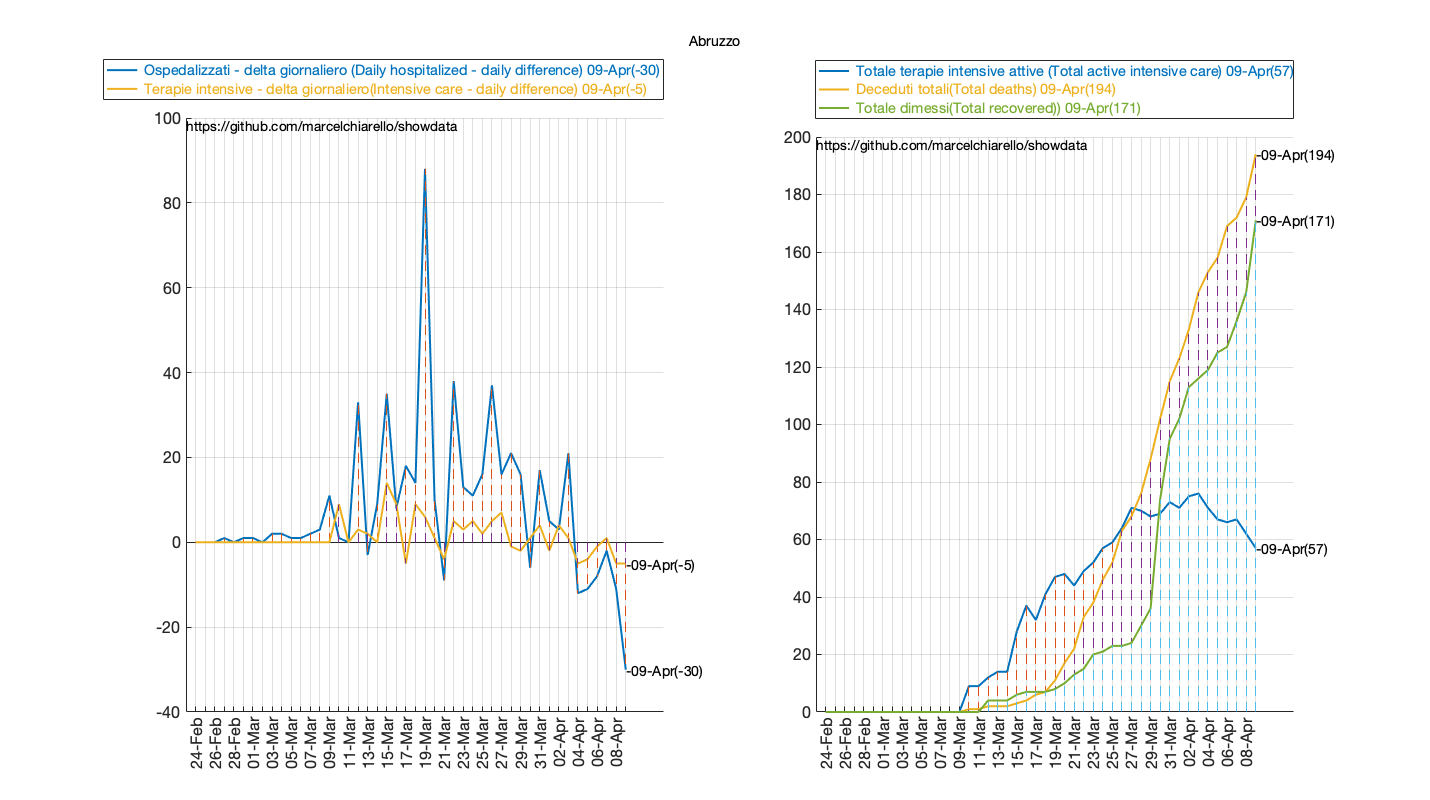 Abruzzo
Ospedalizzati - delta giornaliero (Daily hospitalized - daily difference) 09-Apr(-30)
Terapie intensive - delta giornaliero(Intensive care - daily difference) 09-Apr(-5)
https://github.com/marcelchiarello/showdata
100
80
60
40
20
0
-20
-40
-09-Apr(-5)
-09-Apr(-30)
24-Feb
26-Feb
28-Feb
01-Mar
03-Mar
05-Mar
07-Mar
09-Mar
11-Mar
13-Mar
15-Mar
17-Mar
19-Mar
21-Mar
23-Mar
25-Mar
27-Mar
29-Mar
31-Mar
02-Apr
04-Apr
06-Apr
08-Apr
Totale terapie intensive attive (Total active intensive care) 09-Apr(57)
Deceduti totali(Total deaths) 09-Apr(194)
Totale dimessi(Total recovered)) 09-Apr(171)
https://github.com/marcelchiarello/showdata
200
180
160
140
120
100
80
60
40
20
0
-09-Apr(194)
-09-Apr(171)
-09-Apr(57)
24-Feb
26-Feb
28-Feb
01-Mar
03-Mar
05-Mar
07-Mar
09-Mar
11-Mar
13-Mar
15-Mar
17-Mar
19-Mar
21-Mar
23-Mar
25-Mar
27-Mar
29-Mar
31-Mar
02-Apr
04-Apr
06-Apr
08-Apr